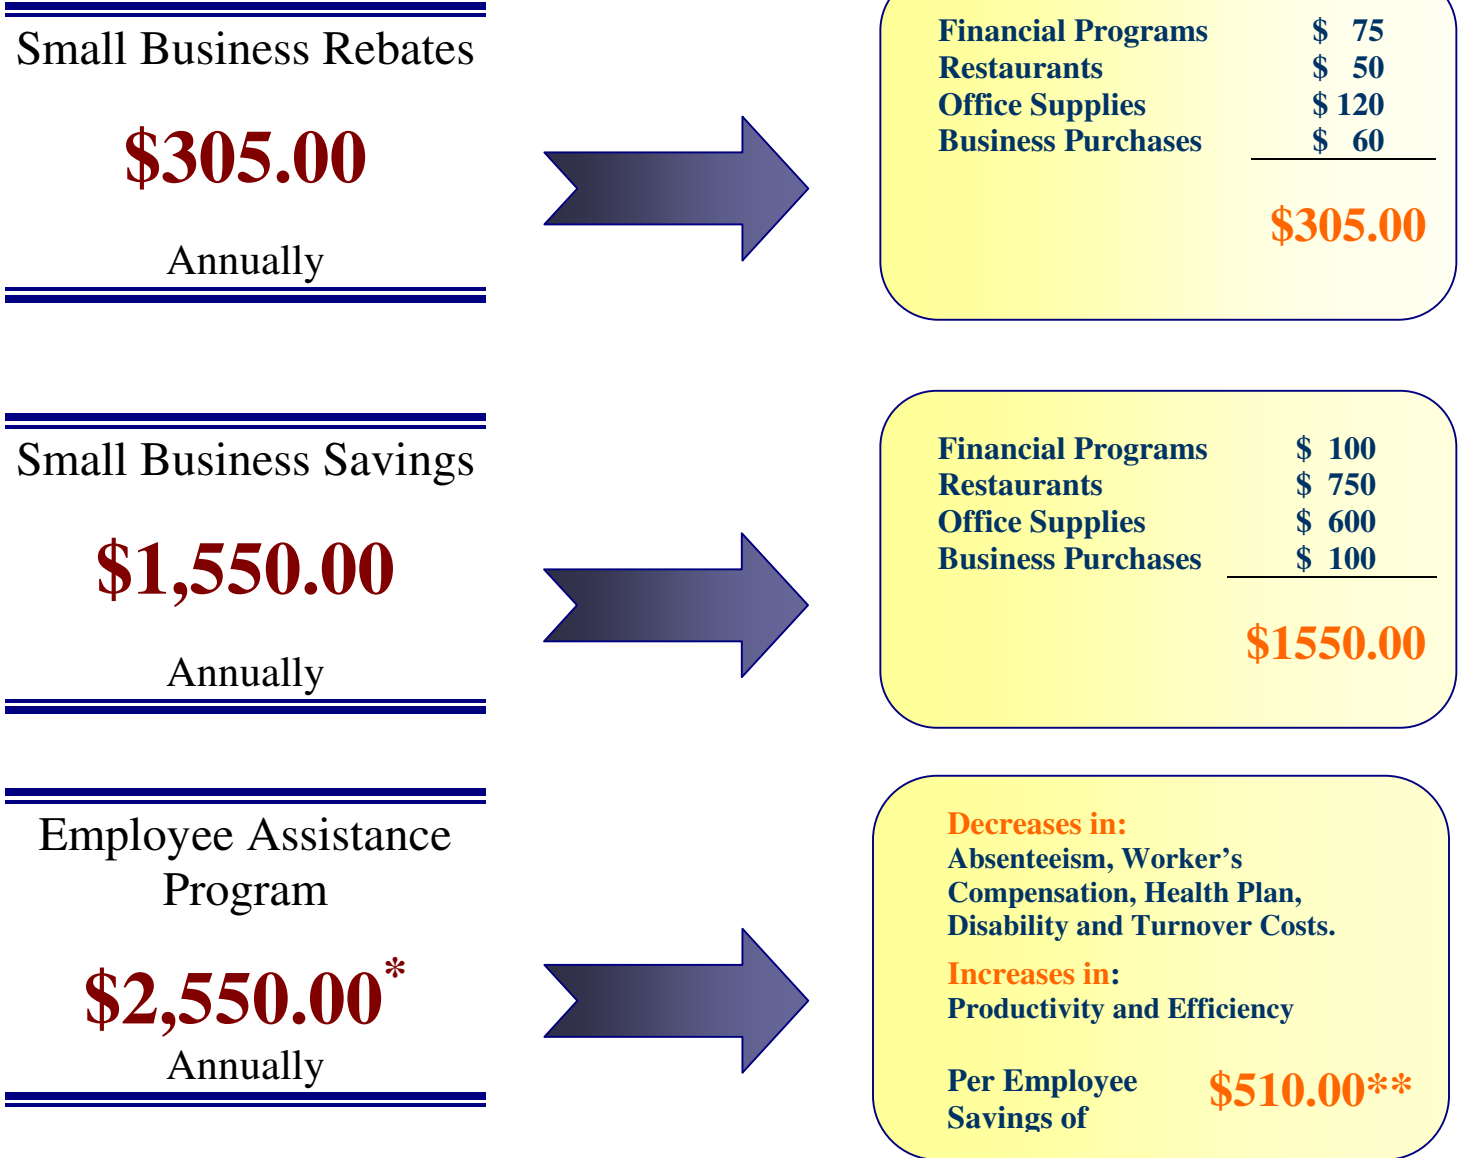 Small Business Rebates
$305.00
Annually
Financial Programs $ 75
Restaurants $ 50
Office Supplies $ 120
Business Purchases $ 60
$305.00
Small Business Savings
$1,550.00
Annually
Financial Programs $ 100
Restaurants $ 750
Office Supplies $ 600
Business Purchases $ 100
$1550.00
Employee Assistance
Program
$2,550.00*
Annually
Decreases in:
Absenteeism, Worker’s
Compensation, Health Plan,
Disability and Turnover Costs.
Increases in:
Productivity and Efficiency
Per Employee
Savings of
$510.00**